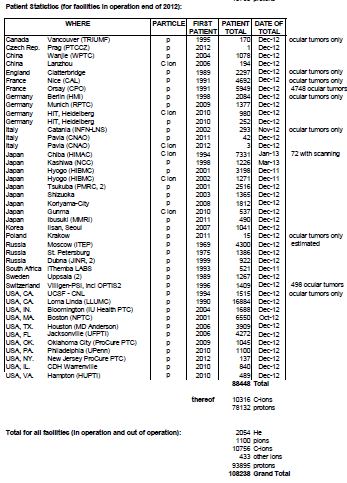 Patient Statistics (for facilities in operation end of 2012):
WHERE PARTICLE FIRST PATIENT PATIENT TOTAL DATE OF TOTAL
Canada Vancouver (TRIUMF) p 1995 170 Dec-12 ocular tumors only
Czech Rep. Prag (PTCCZ) p 2012 1 Dec-12
China Wanjie (WPTC) p 2004 1078 Dec-12
China Lanzhou C ion 2006 194 Dec-12
England Clatterbridge p 1989 2297 Dec-12 ocular tumors only
France Nice (CAL) p 1991 4692 Dec-12 ocular tumors only
France Orsay (CPO) p 1991 5949 Dec-12 4748 ocular tumors
Germany Berlin (HMI) p 1998 2084 Dec-12 ocular tumors only
Germany Munich (RPTC) p 2009 1377 Dec-12
Germany HIT, Heidelberg C ion 2010 980 Dec-12
Germany HIT, Heidelberg p 2010 252 Dec-12
Italy Catania (INFN-LNS) p 2002 293 Nov-12 ocular tumors only
Italy Pavia (CNAO) p 2011 42 Dec-12
Italy Pavia (CNAO) C ion 2012 3 Dec-12
Japan Chiba (HIMAC) C ion 1994 7331 Jan-13 72 with scanning
Japan Kashiwa (NCC) p 1998 1226 Mar-13
Japan Hyogo (HIBMC) p 2001 3198 Dec-11
Japan Hyogo (HIBMC) C ion 2002 1271 Dec-11
Japan Tsukuba (PMRC, 2) p 2001 2516 Dec-12
Japan Shizuoka p 2003 1365 Dec-12
Japan Koriyama-City p 2008 1812 Dec-12
Japan Gunma C ion 2010 537 Dec-12
Japan Ibusuki (MMRI) p 2011 490 Dec-12
Korea Ilsan, Seoul p 2007 1041 Dec-12
Poland Krakow p 2011 15 Dec-12 ocular tumors only
Russia Moscow (ITEP) p 1969 4300 Dec-12 estimated
Russia St. Petersburg p 1975 1386 Dec-12
Russia Dubna (JINR, 2) p 1999 922 Dec-12
South Africa iThemba LABS p 1993 521 Dec-11
Sweden Uppsala (2) p 1989 1267 Dec-12
Switzerland Villigen-PSI, incl OPTIS2 p 1996 1409 Dec-12 498 ocular tumors
USA, CA. UCSF - CNL p 1994 1515 Dec-12 ocular tumors only
USA, CA. Loma Linda (LLUMC) p 1990 16884 Dec-12
USA, IN. Bloomington (IU Health PTC) p 2004 1688 Dec-12
USA, MA. Boston (NPTC) p 2001 6550 Oct-12
USA, TX. Houston (MD Anderson) p 2006 3909 Dec-12
USA, FL Jacksonville (UFPTI) p 2006 4272 Dec-12
USA, OK. Oklahoma City (ProCure PTC) p 2009 1045 Dec-12
USA, PA. Philadelphia (UPenn) p 2010 1100 Dec-12
USA, NY. New Jersey ProCure PTC) p 2012 137 Dec-12
USA, IL. CDH Warrenville p 2010 840 Dec-12
USA, VA. Hampton (HUPTI) p 2010 489 Dec-12
88448 Total
thereof 10316 C-ions
78132 protons
Total for all facilities (in operation and out of operation): 2054 He
1100 pions
10756 C-ions
433 other ions
93895 protons
108238 Grand Total